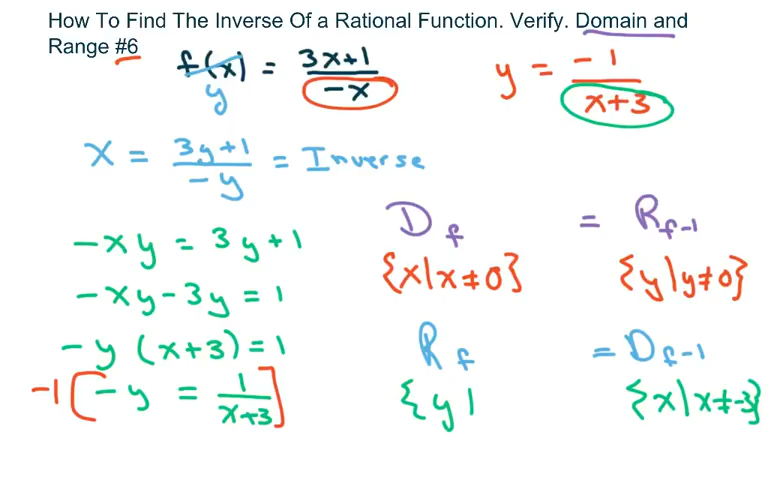 How To Find The Inverse Of a Rational Function. Verify. Domain and
Range #6
f(x) = 3x+1 / -x
y
y = -1 / x+3
x = 3y+1 / -y = Inverse
-xy = 3y+1
-xy-3y = 1
-y (x+3) = 1
-1[-y = 1 / x+3]
D f = R f-1
{x|x≠0} {y|y≠0}
R f = D f-1
{y| {x|x≠-3}